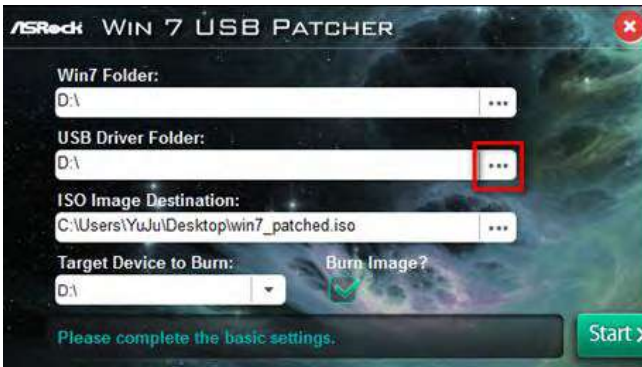 ASRock WIN 7 USB PATCHER
Win7 Folder:
D:\
USB Driver Folder:
D:\
ISO Image Destination:
C:\Users\YuJu\Desktop\win7_patched.iso
Target Device to Burn: Burn Image?
D:\
Please complete the basic settings.
Start